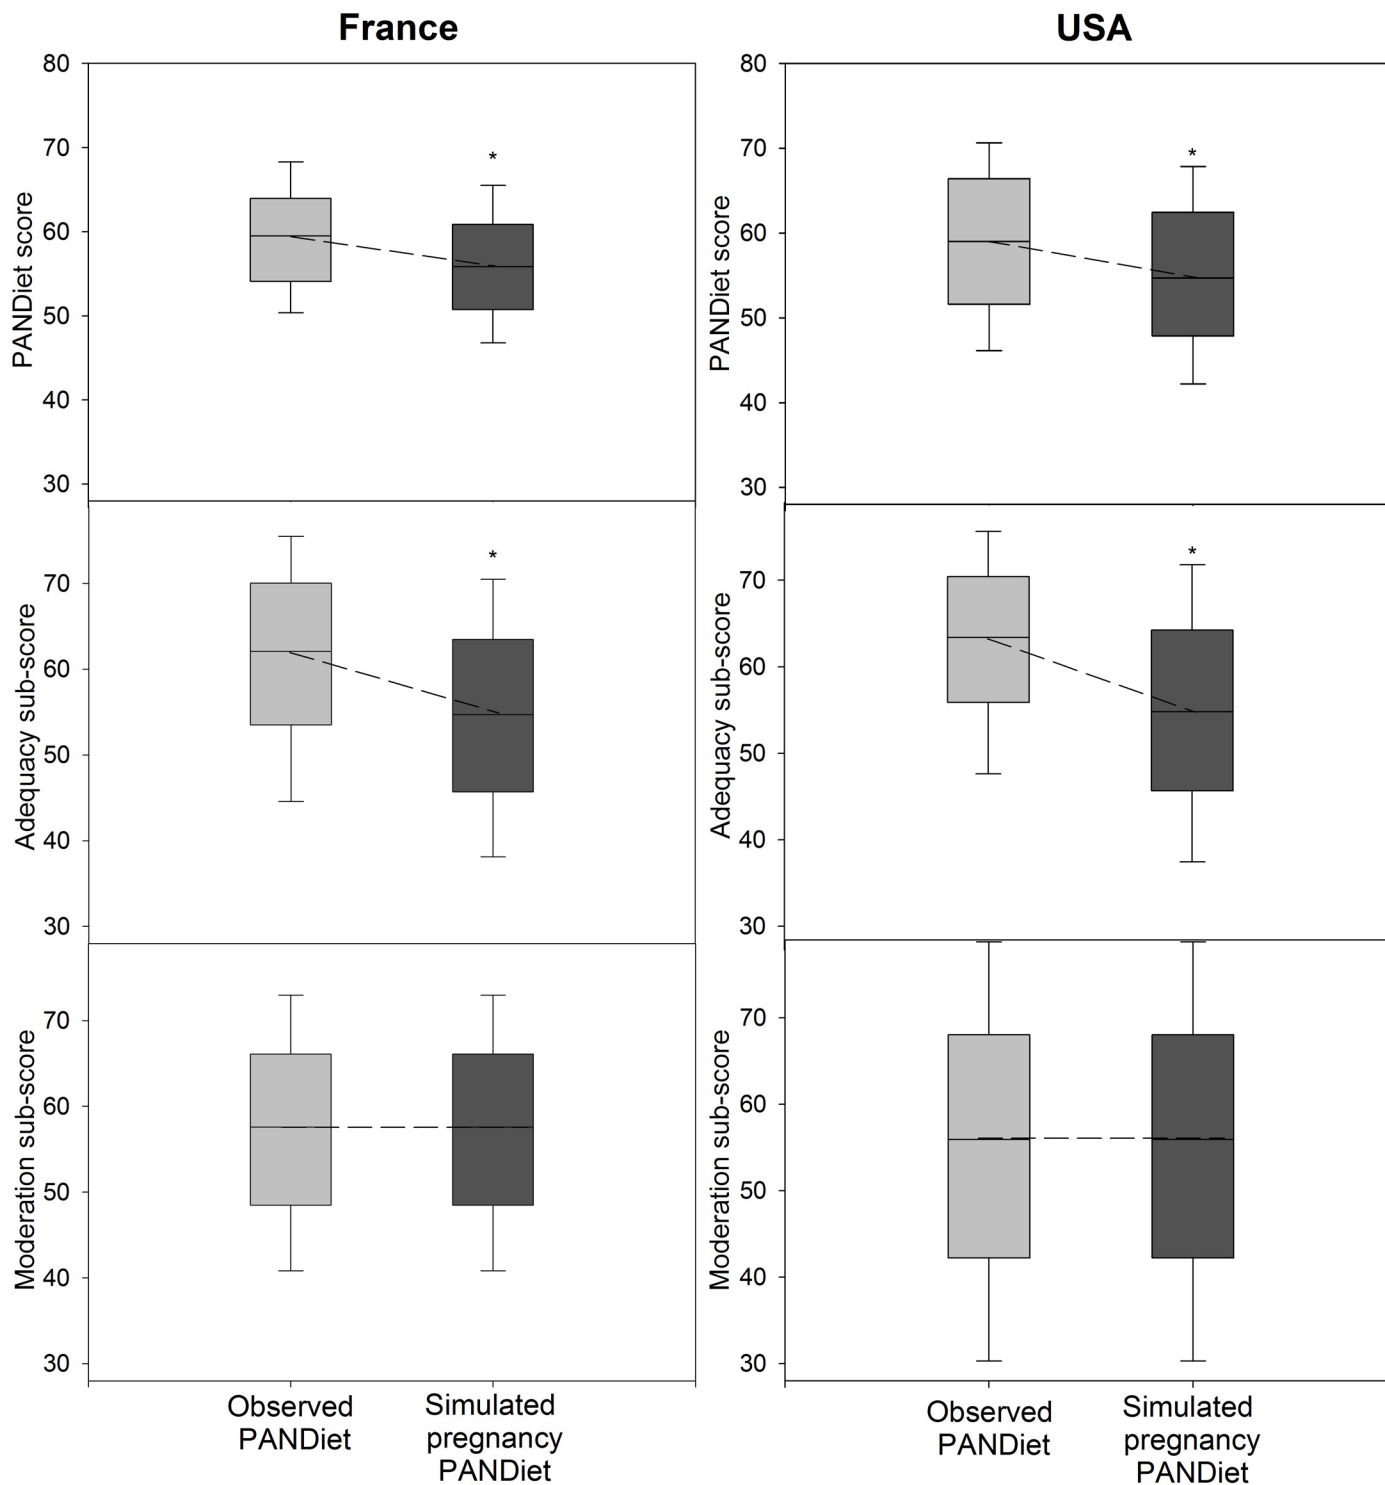 France
USA
80
70
*
60
50
40
30
PANDiet score
80
70
*
60
50
40
30
PANDiet score
70
*
60
50
40
30
Adequacy sub-score
70
*
60
50
40
30
Adequacy sub-score
70
60
50
40
30
Moderation sub-score
70
60
50
40
30
Moderation sub-score
Observed
PANDiet
Simulated
pregnancy
PANDiet
Observed
PANDiet
Simulated
pregnancy
PANDiet